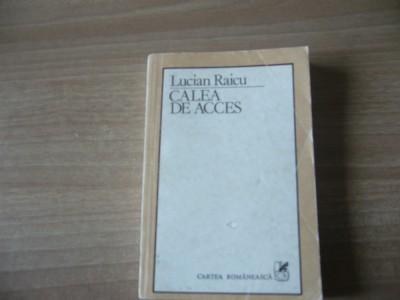 Lucian Raicu
CALEA
DE ACCES
CARTEA ROMÂNEASCĂ